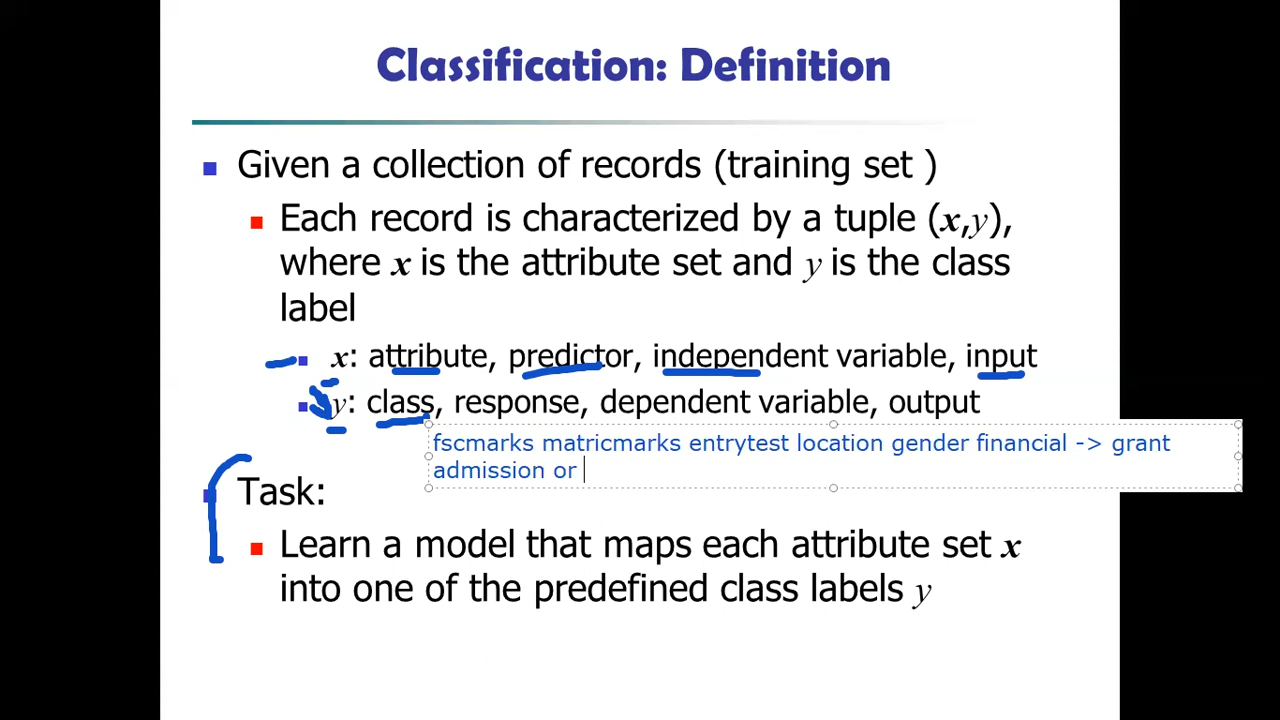 Classification: Definition
Given a collection of records (training set )
Each record is characterized by a tuple (x,y),
where x is the attribute set and y is the class
label
x: attribute, predictor, independent variable, input
y: class, response, dependent variable, output
fscmarks matricmarks entrytest location gender financial -> grant
admission or
Task:
Learn a model that maps each attribute set x
into one of the predefined class labels y